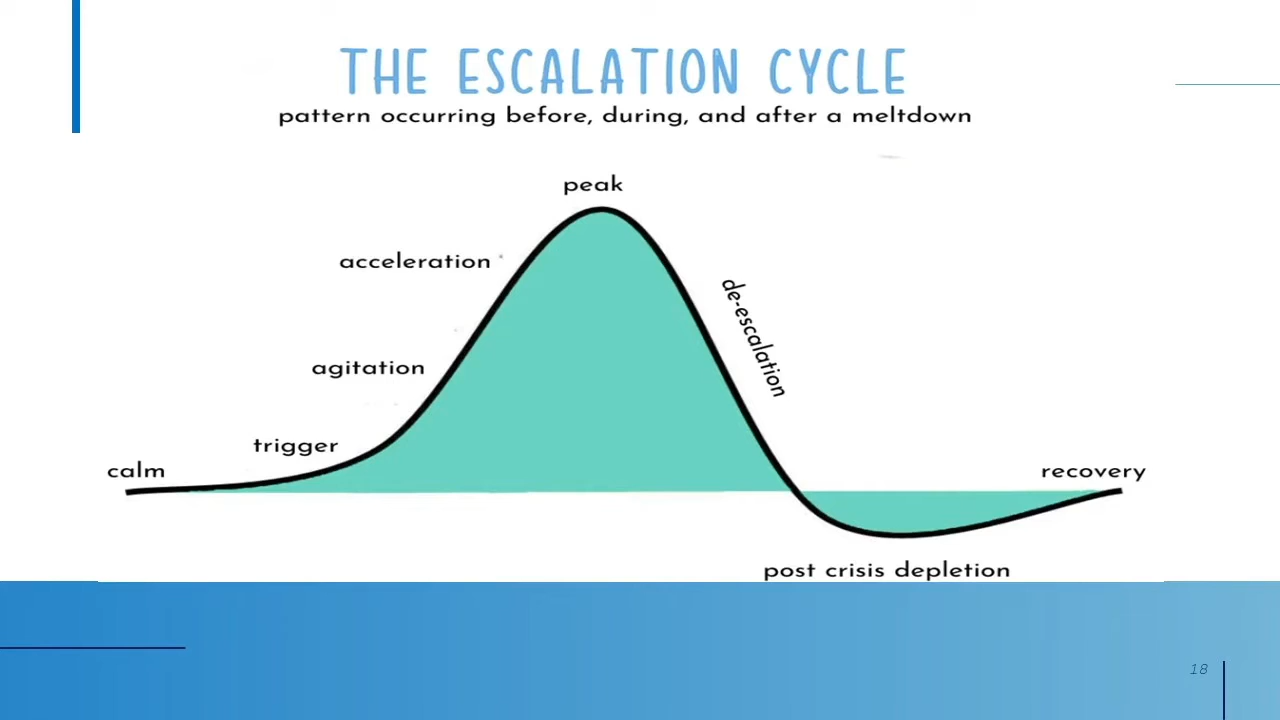 THE ESCALATION CYCLE
pattern occurring before, during, and after a meltdown
peak
acceleration
de-escalation
agitation
trigger
calm
recovery
post crisis depletion
18